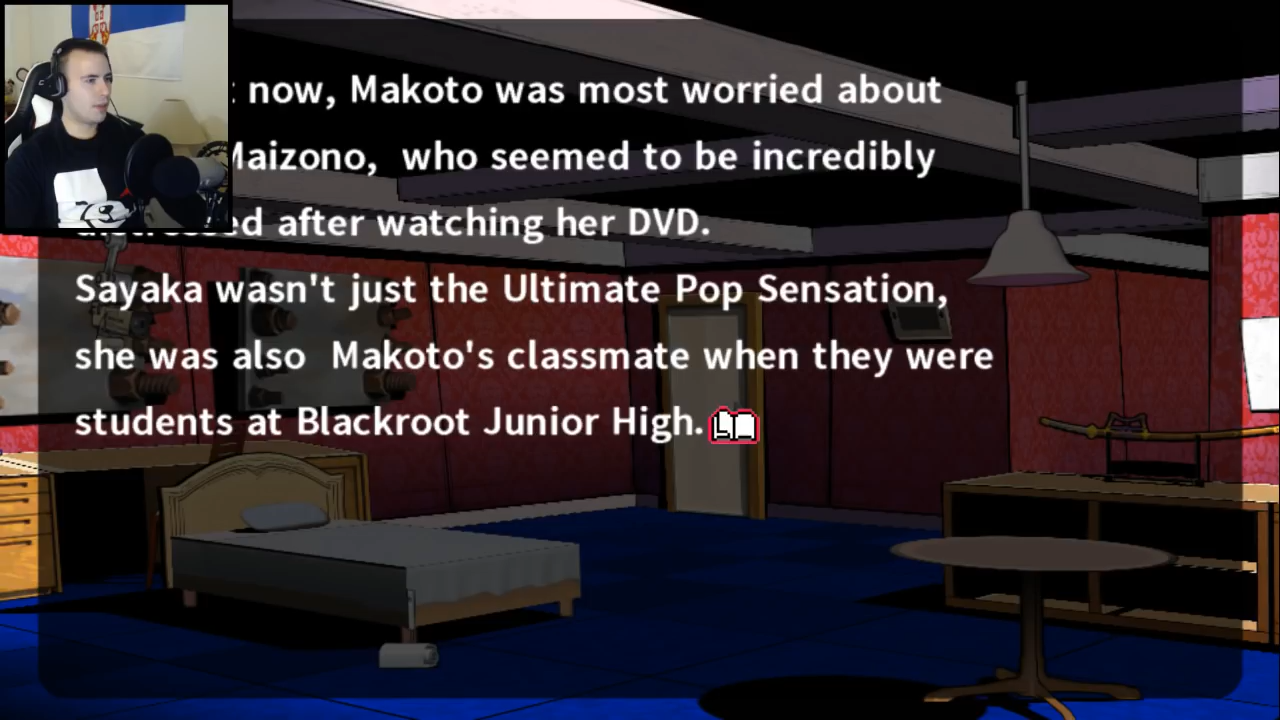 now, Makoto was most worried about
Maizono, who seemed to be incredibly
after watching her DVD.
Sayaka wasn't just the Ultimate Pop Sensation,
she was also Makoto's classmate when they were
students at Blackroot Junior High.